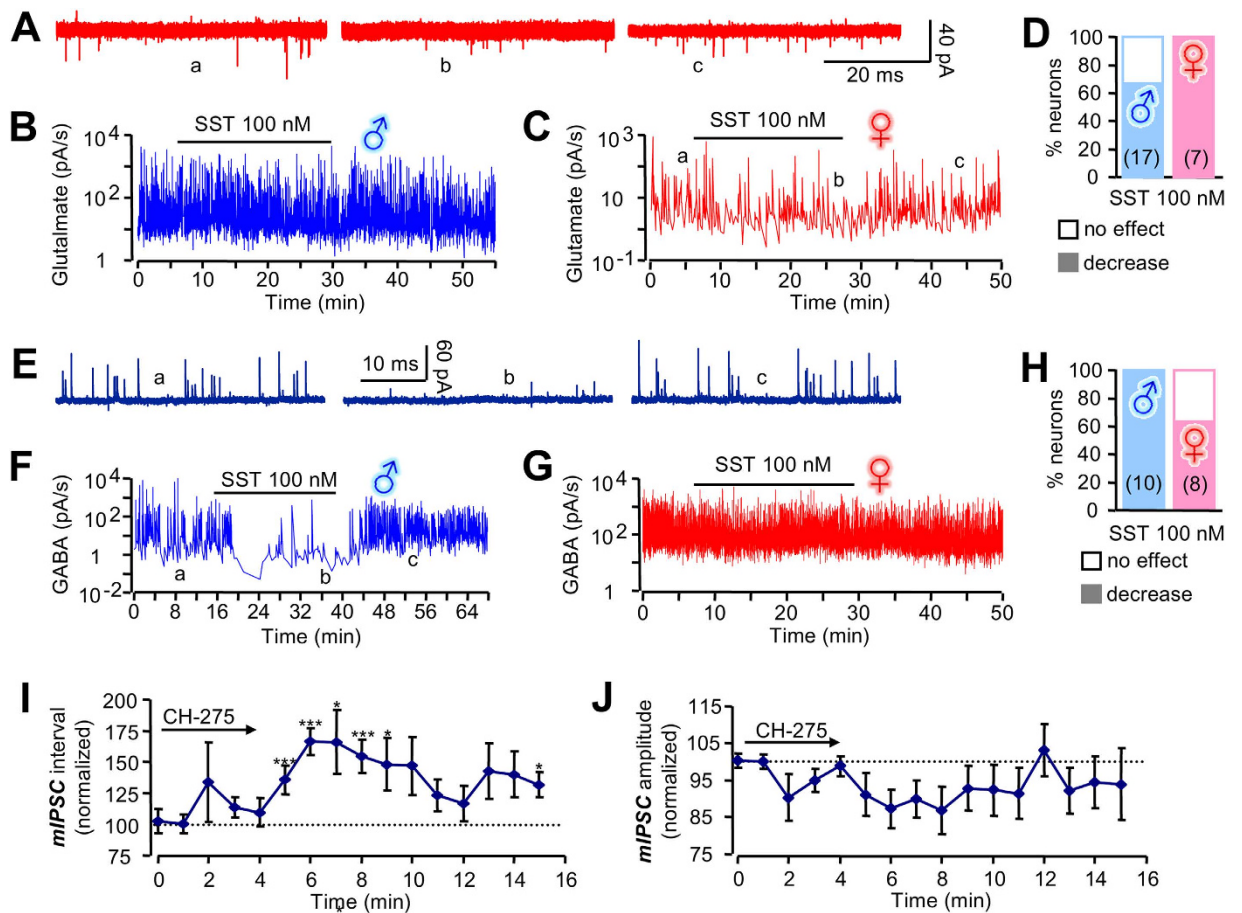 A
a
b
c
40 pA
20 ms
D
% neurons
100
80
60
40
20
0
(17)
(7)
SST 100 nM
no effect
decrease
B
Glutalmate (pA/s)
10⁴
10²
1
SST 100 nM
0 10 20 30 40 50
Time (min)
C
Glutamate (pA/s)
10³
10
10⁻¹
SST 100 nM
a
b
c
0 10 20 30 40 50
Time (min)
E
a
10 ms
60 pA
b
c
H
% neurons
100
80
60
40
20
0
(10)
(8)
SST 100 nM
no effect
decrease
F
GABA (pA/s)
10⁴
10²
1
10⁻²
SST 100 nM
a
b
c
0 8 16 24 32 40 48 56 64
Time (min)
G
GABA (pA/s)
10⁴
10²
1
SST 100 nM
0 10 20 30 40 50
Time (min)
I
mIPSC interval
(normalized)
200
175
150
125
100
75
CH-275
*** *** * *** * *
0 2 4 6 8 10 12 14 16
Time (min)
*
J
mIPSC amplitude
(normalized)
115
105
95
85
75
CH-275
0 2 4 6 8 10 12 14 16
Time (min)